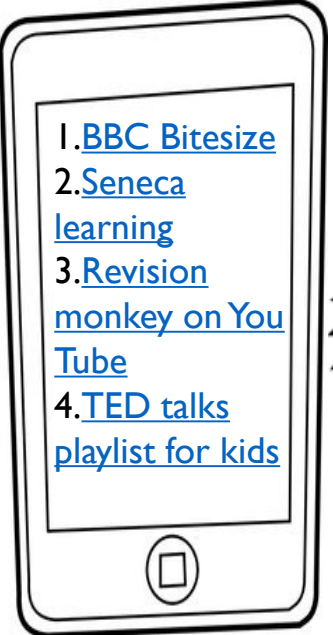 1.BBC Bitesize
2.Seneca
learning
3.Revision
monkey on You
Tube
4.TED talks
playlist for kids